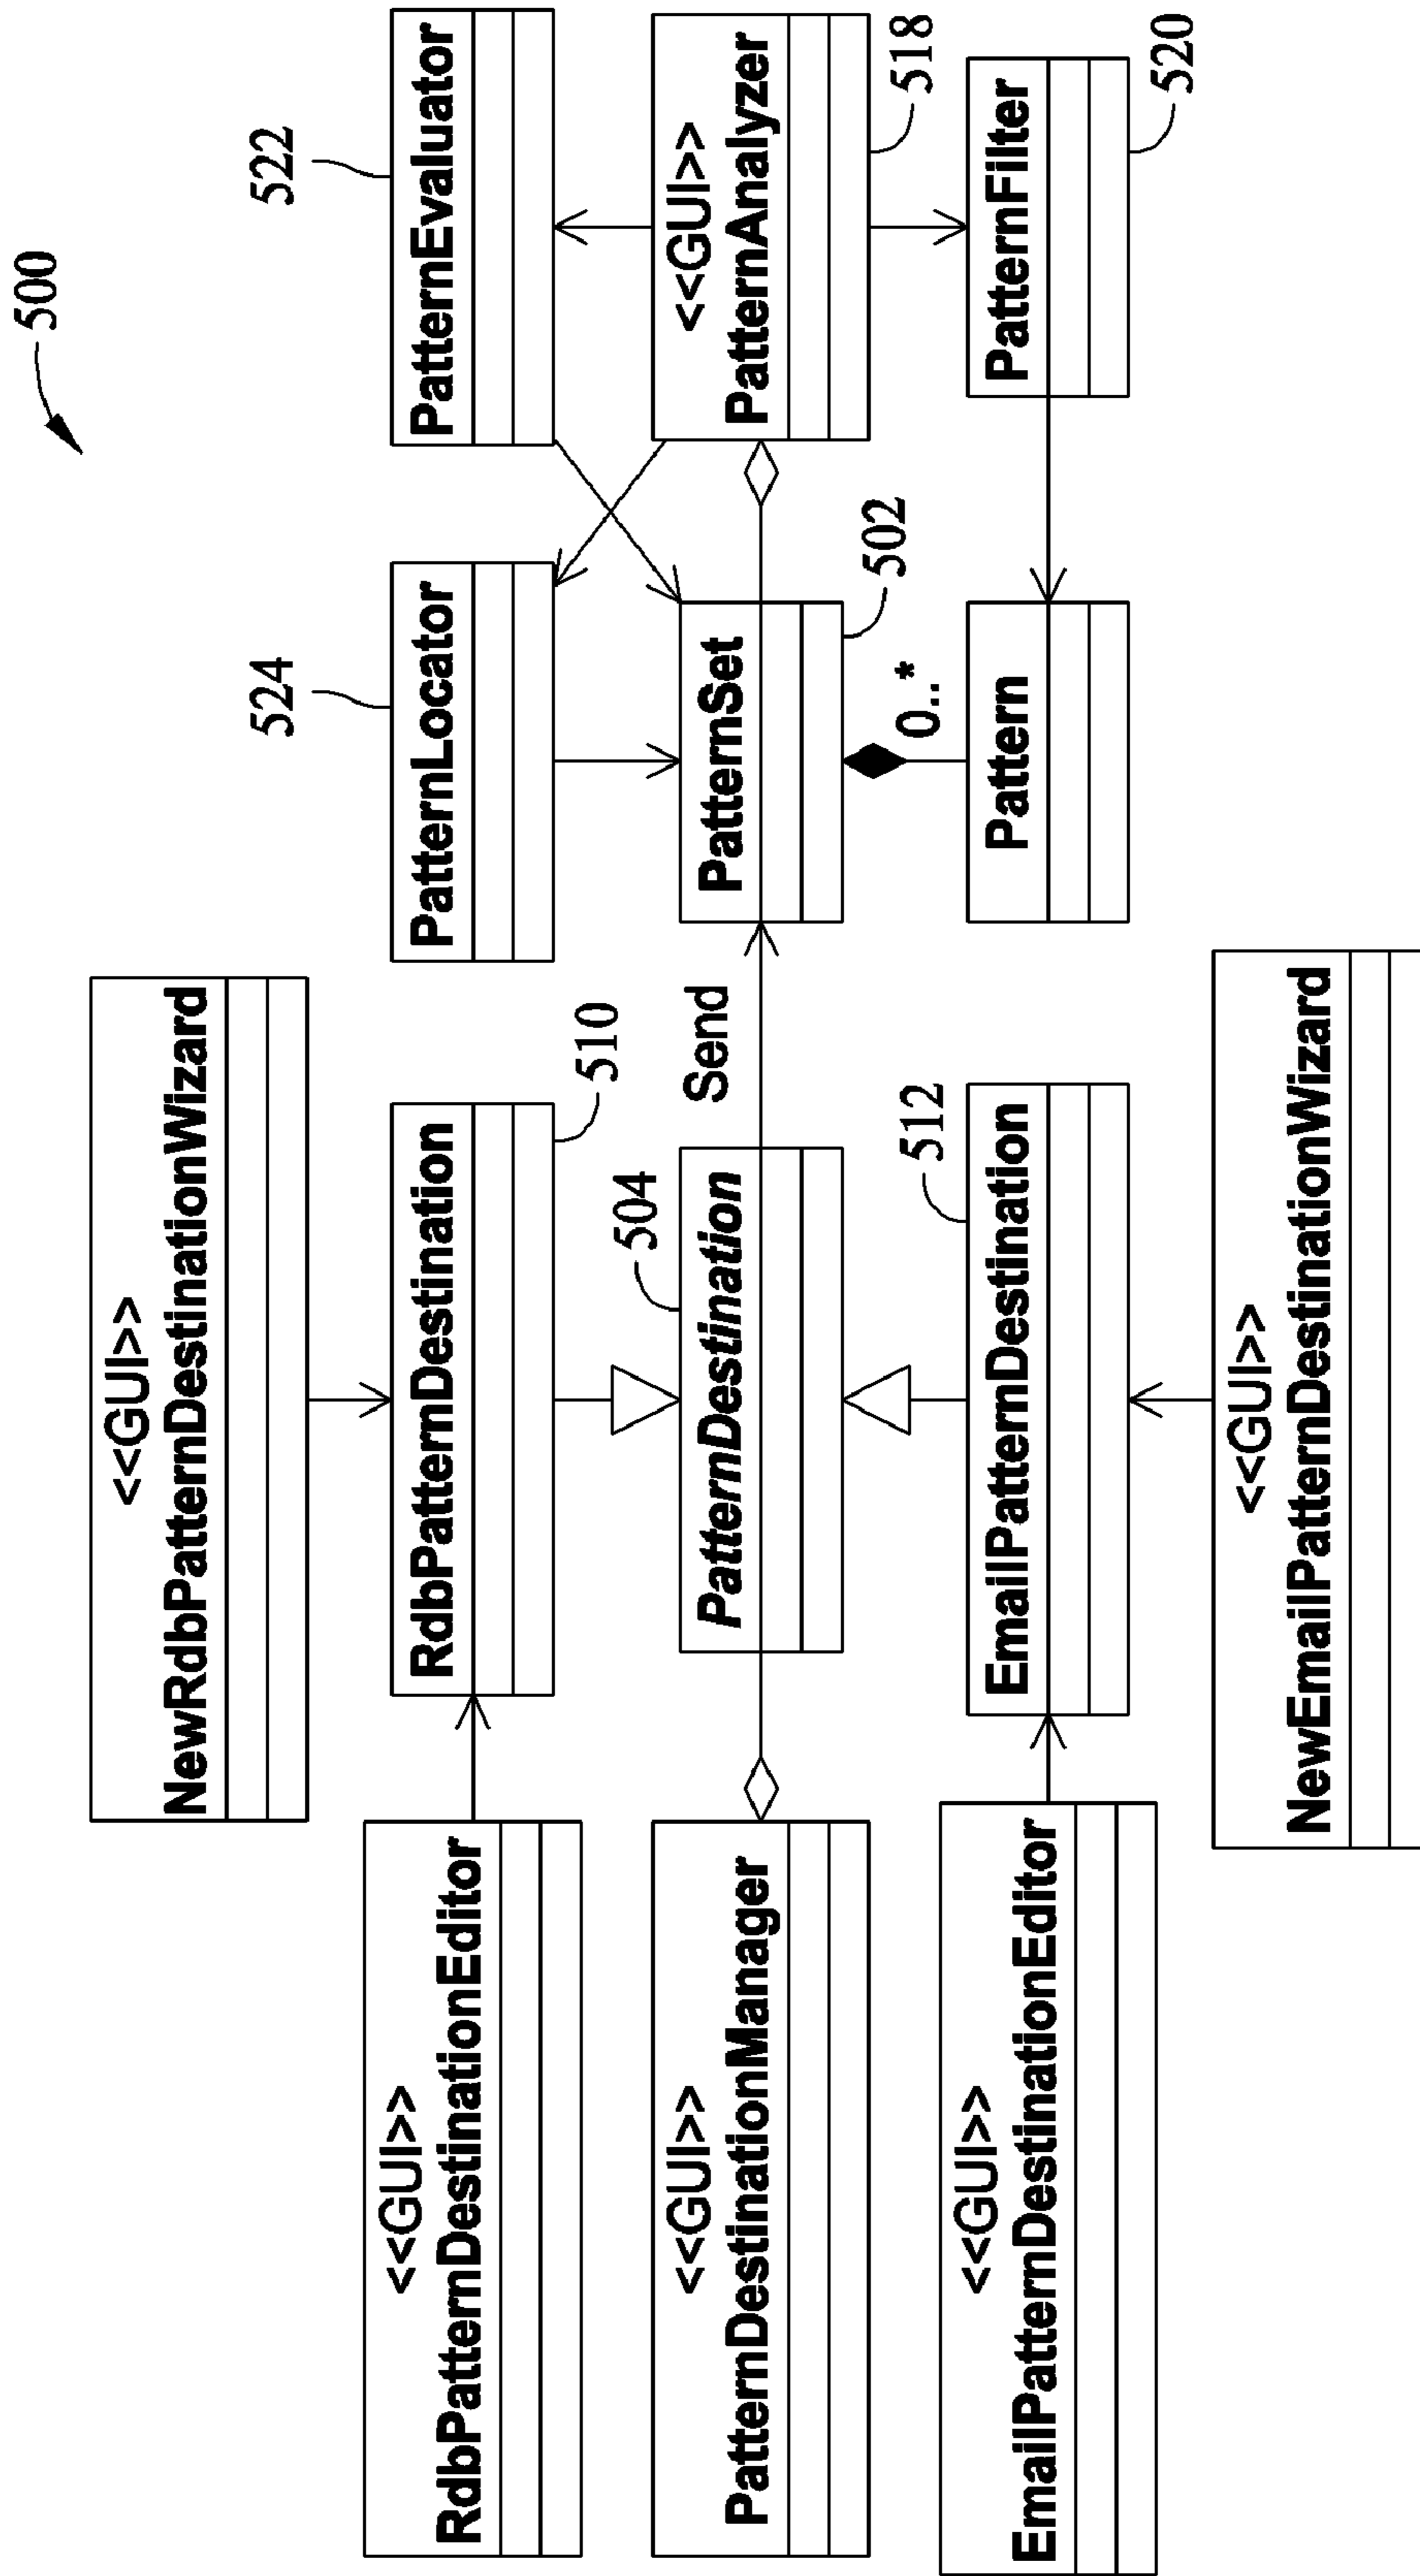 500
<<GUI>>
NewRdbPatternDestinationWizard
524
522
<<GUI>>
RdbPatternDestinationEditor
RdbPatternDestination
PatternLocator
PatternEvaluator
510
504
<<GUI>>
PatternDestinationManager
PatternDestination
Send
PatternSet
<<GUI>>
PatternAnalyzer
502
518
512
0..*
<<GUI>>
EmailPatternDestinationEditor
EmailPatternDestination
Pattern
PatternFilter
520
<<GUI>>
NewEmailPatternDestinationWizard